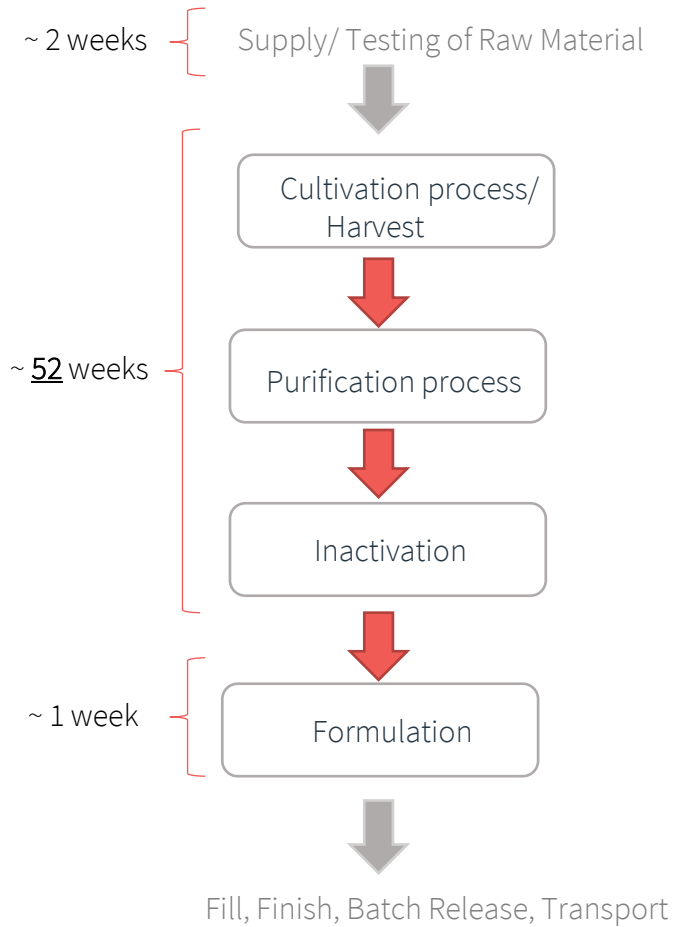 ~ 2 weeks
Supply/ Testing of Raw Material
Cultivation process/
Harvest
~ 52 weeks
Purification process
Inactivation
~ 1 week
Formulation
Fill, Finish, Batch Release, Transport